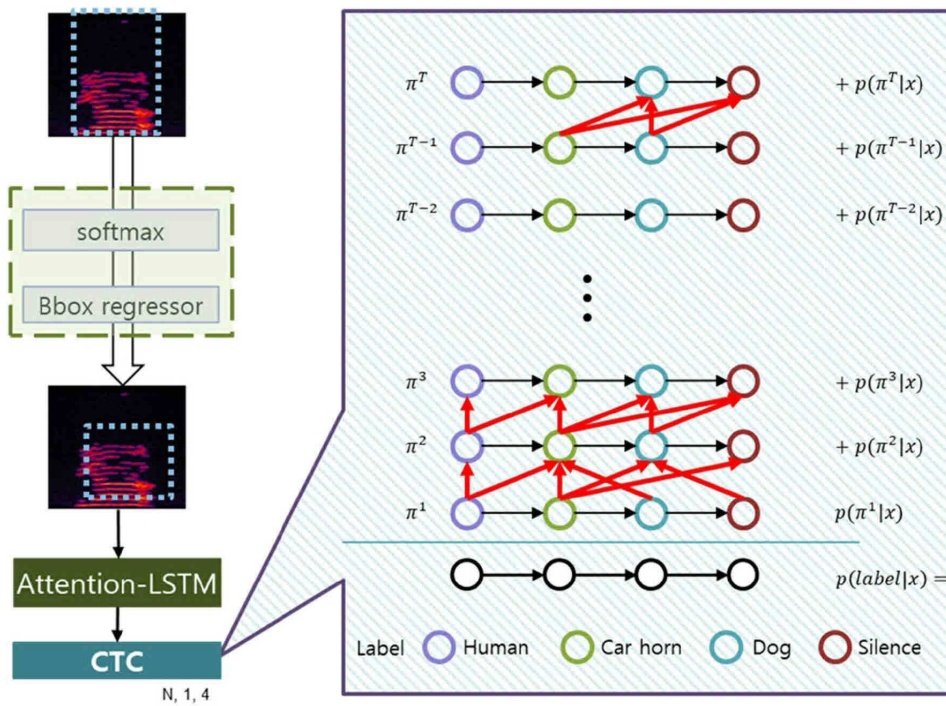 softmax
Bbox regressor
Attention-LSTM
CTC
N, 1, 4
π^T + p(π^T|x)
π^{T-1} + p(π^{T-1}|x)
π^{T-2} + p(π^{T-2}|x)
π^3 + p(π^3|x)
π^2 + p(π^2|x)
π^1 p(π^1|x)
p(label|x) =
Label Human Car horn Dog Silence